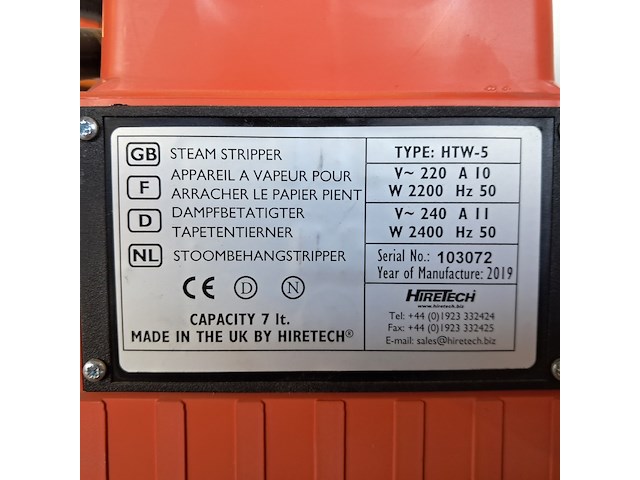 GB STEAM STRIPPER
F APPAREIL A VAPEUR POUR
ARRACHER LE PAPIER PIENT
D DAMPFBETATIGTER
TAPETENTIERNER
NL STOOMBEHANGSTRIPPER
CE D N
CAPACITY 7 lt.
MADE IN THE UK BY HIRETECH®
TYPE: HTW-5
V~ 220 A 10
W 2200 Hz 50
V~ 240 A 11
W 2400 Hz 50
Serial No.: 103072
Year of Manufacture: 2019
HIRETECH
www.hiretech.biz
Tel: +44 (0)1923 332424
Fax: +44 (0)1923 332425
E-mail: sales@hiretech.biz